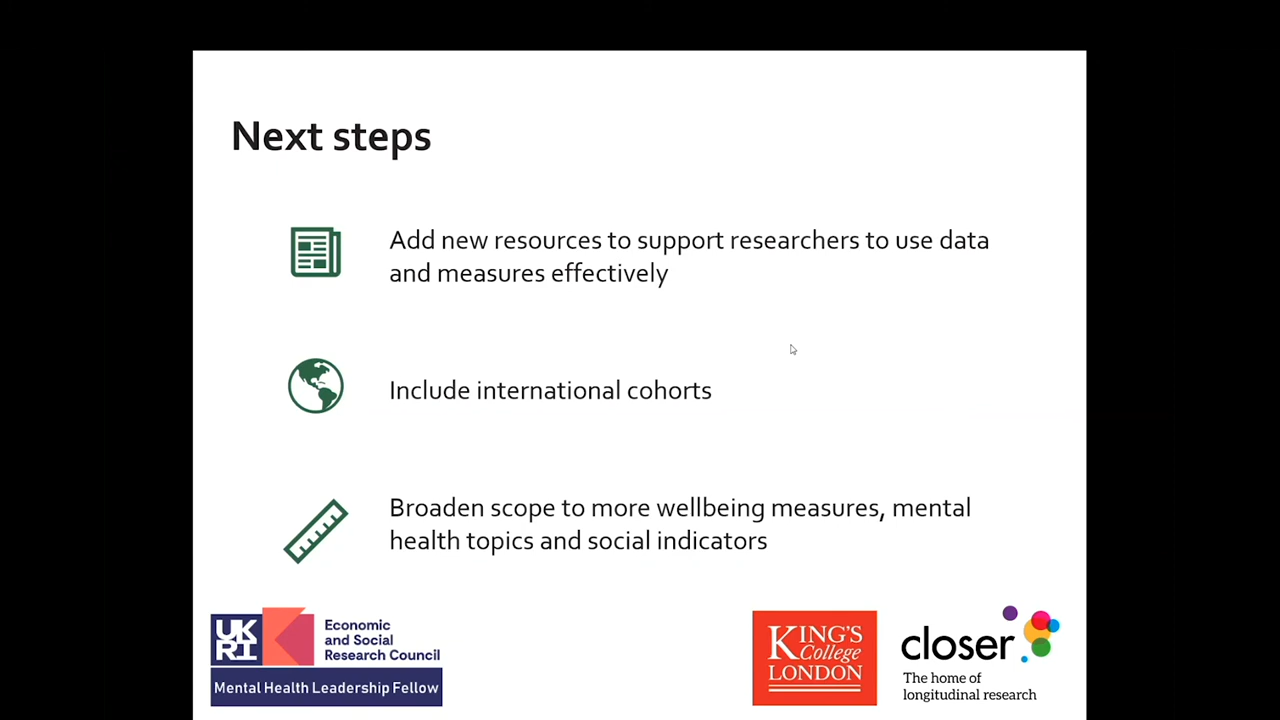 Next steps
Add new resources to support researchers to use data
and measures effectively
Include international cohorts
Broaden scope to more wellbeing measures, mental
health topics and social indicators
UK
RI
Economic
and Social
Research Council
Mental Health Leadership Fellow
KING'S
College
LONDON
closer
The home of
longitudinal research